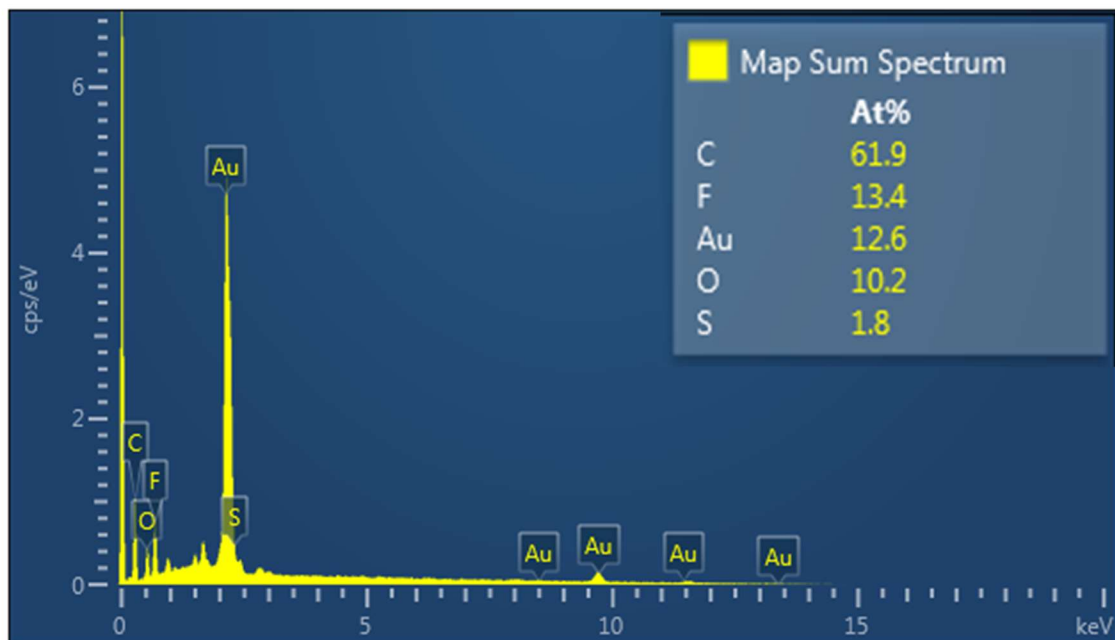 Map Sum Spectrum
At%
C 61.9
F 13.4
Au 12.6
O 10.2
S 1.8
6
4
2
0
cps/eV
Au
C
F
O
S
Au
Au
Au
Au
0 5 10 15 keV